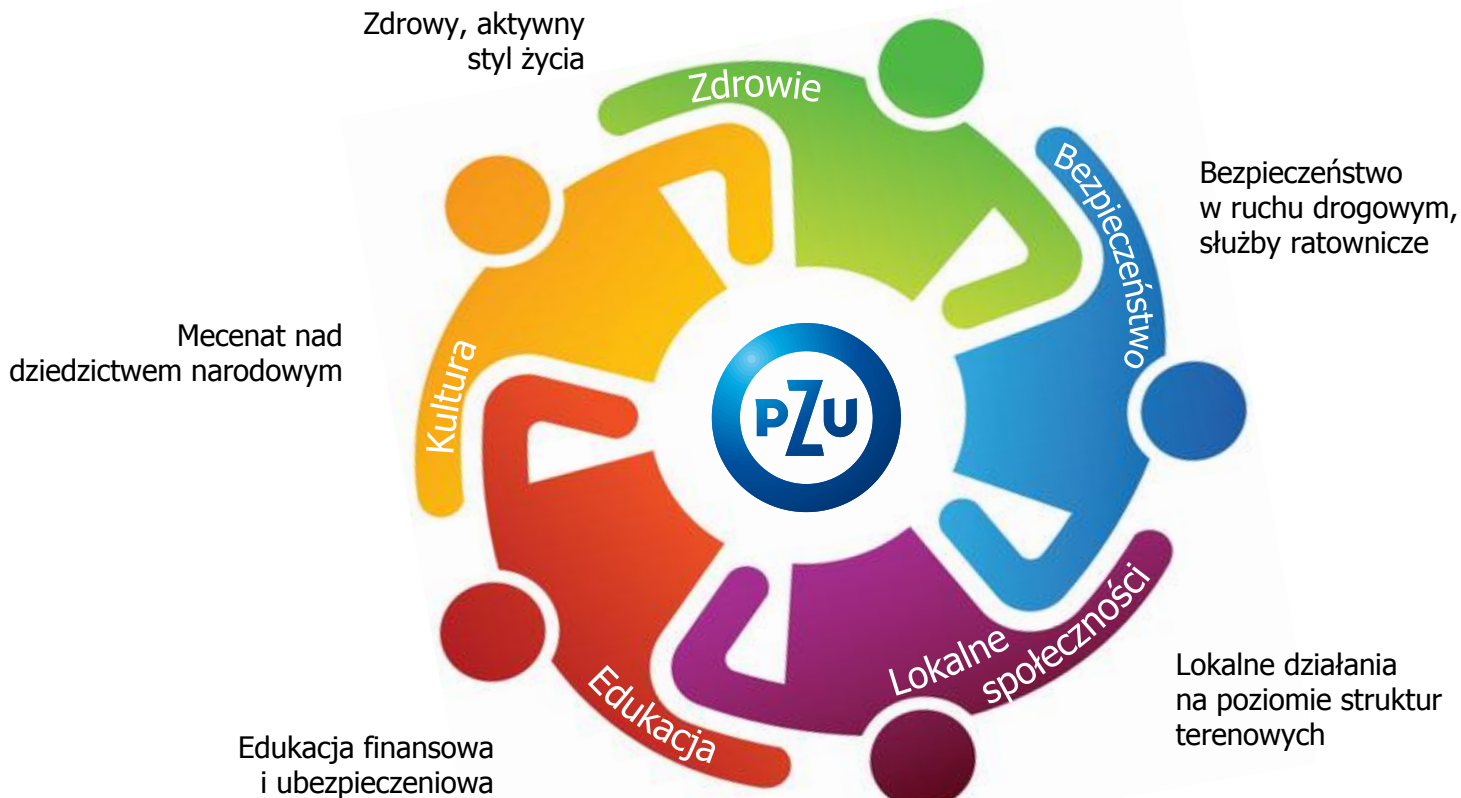 Zdrowy, aktywny
styl życia
Zdrowie
Bezpieczeństwo
Bezpieczeństwo
w ruchu drogowym,
służby ratownicze
Mecenat nad
dziedzictwem narodowym
Kultura
PZU
Lokalne
społeczności
Lokalne działania
na poziomie struktur
terenowych
Edukacja
Edukacja finansowa
i ubezpieczeniowa